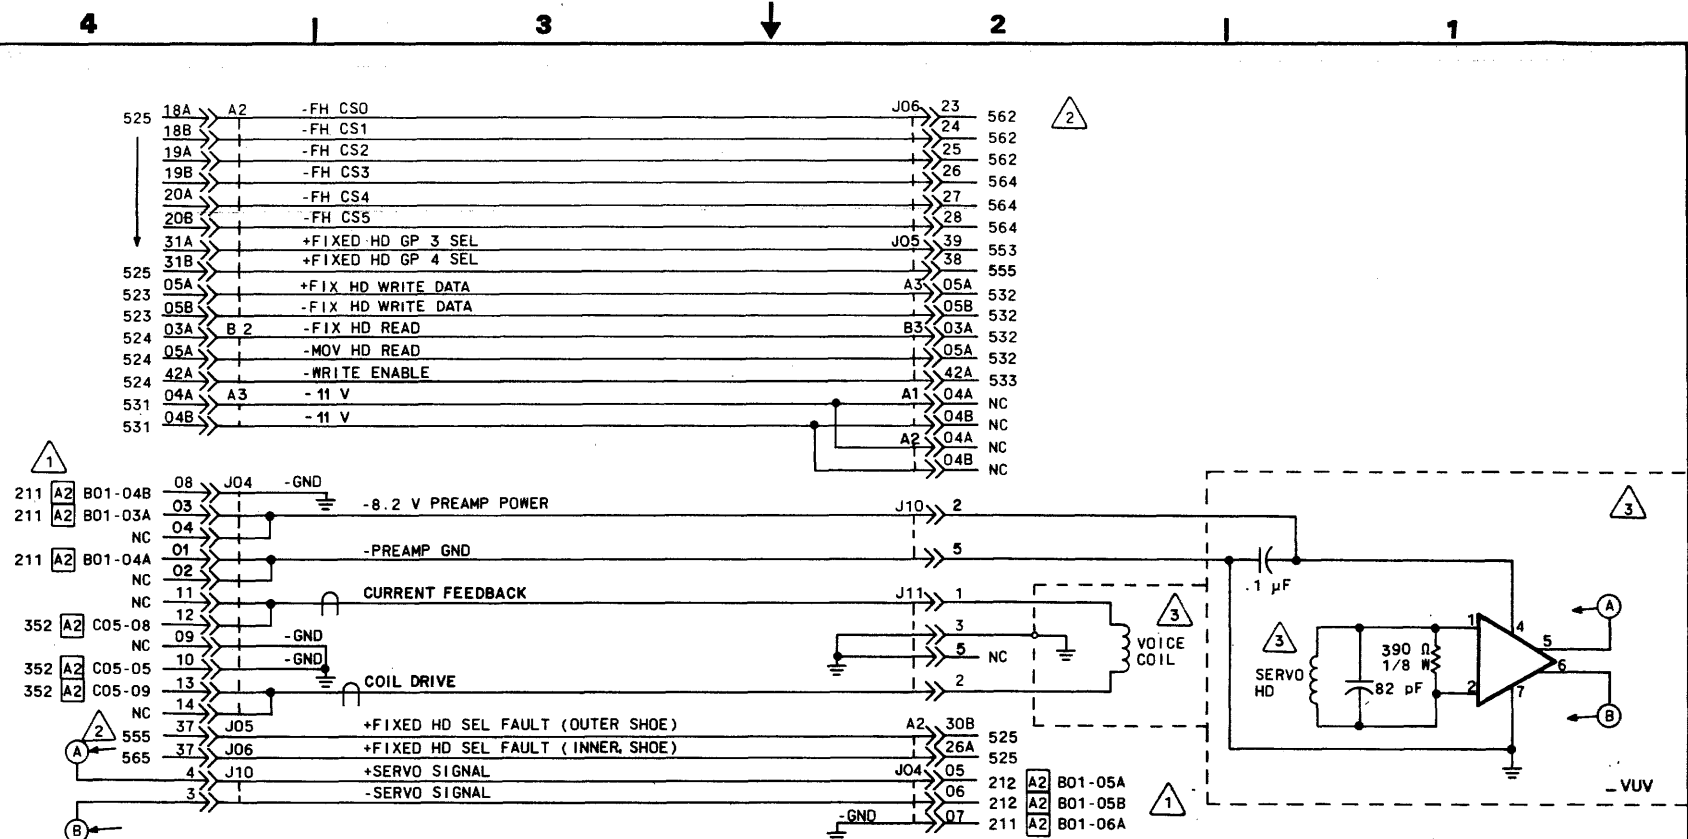 4 3 2 1
525 18A A2 -FH CS0 J06 23 562 2
18B -FH CS1 24 562
19A -FH CS2 25 562
19B -FH CS3 26 564
20A -FH CS4 27 564
20B -FH CS5 28 564
31A +FIXED HD GP 3 SEL J05 39 553
525 31B +FIXED HD GP 4 SEL 38 555
523 05A +FIX HD WRITE DATA A3 05A 532
523 05B -FIX HD WRITE DATA 05B 532
524 03A B2 -FIX HD READ B3 03A 532
524 05A -MOV HD READ 05A 532
524 42A -WRITE ENABLE 42A 533
531 04A A3 -11 V A1 04A NC
531 04B -11 V 04B NC
A2 04A NC
04B NC
1
211 A2 B01-04B 08 J04 -GND
211 A2 B01-03A 03 -8.2 V PREAMP POWER J10 2 3
NC 04
211 A2 B01-04A 01 -PREAMP GND 5
NC 02 .1 µF
NC 11 CURRENT FEEDBACK J11 1 3 A
352 A2 C05-08 12 1 4
NC 09 -GND 3 VOICE COIL 3 390 Ω 1/8 W 5
352 A2 C05-05 10 -GND 5 NC 6
352 A2 C05-09 13 COIL DRIVE 2 SERVO HD 82 pF 2 7
NC 14 B
2
555 37 J05 +FIXED HD SEL FAULT (OUTER SHOE) A2 30B 525
A 565 37 J06 +FIXED HD SEL FAULT (INNER SHOE) 26A 525
4 J10 +SERVO SIGNAL J04 05 212 A2 B01-05A
3 -SERVO SIGNAL 06 212 A2 B01-05B 1 -VUV
B -GND 07 211 A2 B01-06A